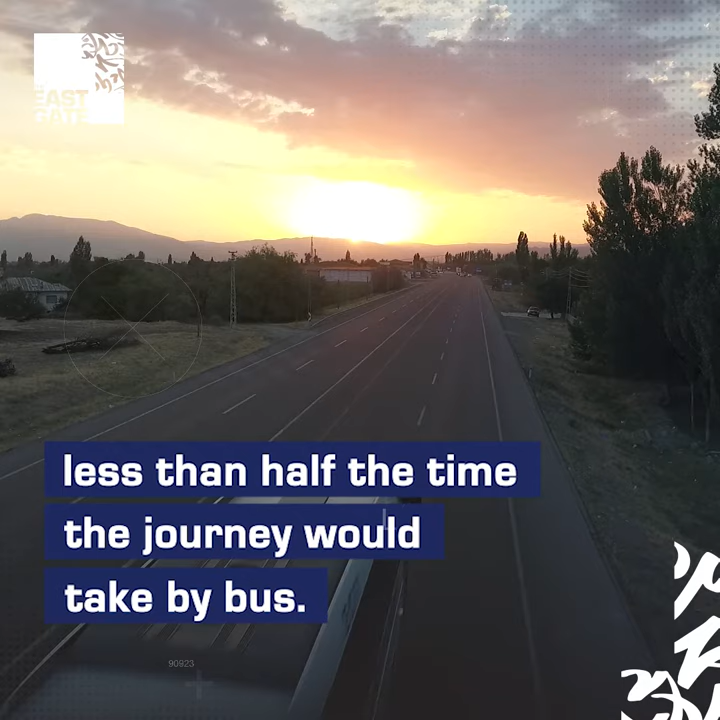 EAST
GATE
less than half the time
the journey would
take by bus.
90923